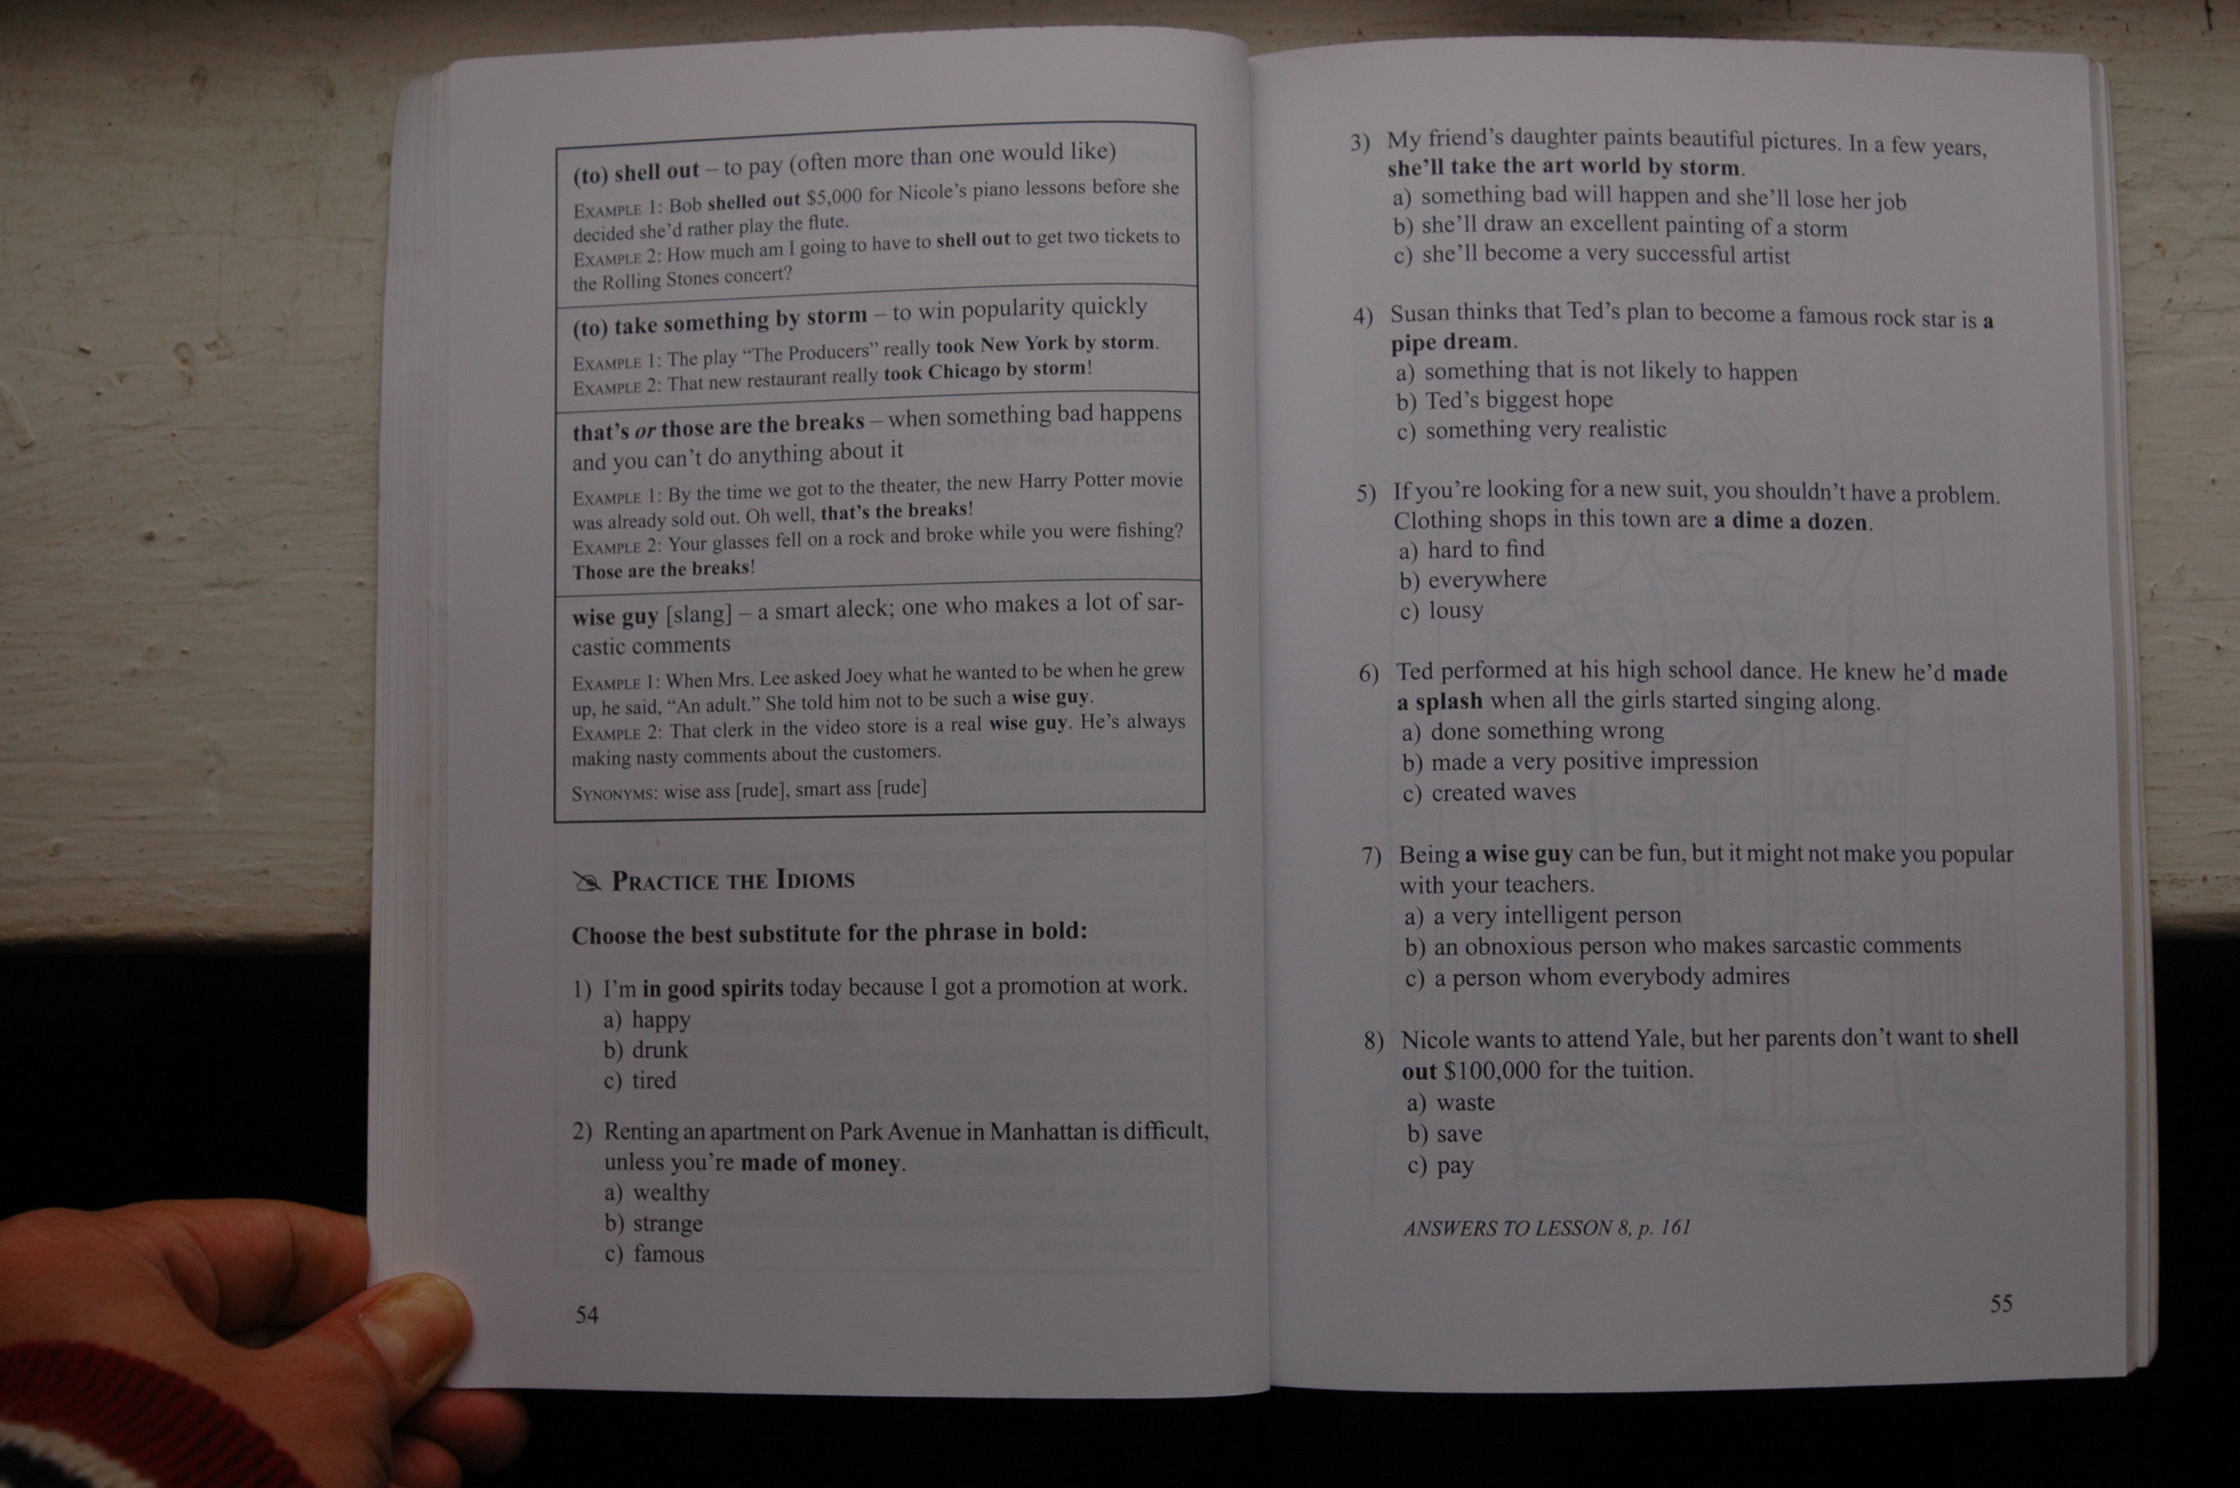 (to) shell out – to pay (often more than one would like)
EXAMPLE 1: Bob shelled out $5,000 for Nicole's piano lessons before she
decided she'd rather play the flute.
EXAMPLE 2: How much am I going to have to shell out to get two tickets to
the Rolling Stones concert?
(to) take something by storm – to win popularity quickly
EXAMPLE 1: The play “The Producers” really took New York by storm.
EXAMPLE 2: That new restaurant really took Chicago by storm!
that's or those are the breaks – when something bad happens
and you can't do anything about it
EXAMPLE 1: By the time we got to the theater, the new Harry Potter movie
was already sold out. Oh well, that's the breaks!
EXAMPLE 2: Your glasses fell on a rock and broke while you were fishing?
Those are the breaks!
wise guy [slang] – a smart aleck; one who makes a lot of sar-
castic comments
EXAMPLE 1: When Mrs. Lee asked Joey what he wanted to be when he grew
up, he said, “An adult.” She told him not to be such a wise guy.
EXAMPLE 2: That clerk in the video store is a real wise guy. He's always
making nasty comments about the customers.
SYNONYMS: wise ass [rude], smart ass [rude]
PRACTICE THE IDIOMS
Choose the best substitute for the phrase in bold:
1) I'm in good spirits today because I got a promotion at work.
a) happy
b) drunk
c) tired
2) Renting an apartment on Park Avenue in Manhattan is difficult,
unless you're made of money.
a) wealthy
b) strange
c) famous
54
3) My friend's daughter paints beautiful pictures. In a few years,
she'll take the art world by storm.
a) something bad will happen and she'll lose her job
b) she'll draw an excellent painting of a storm
c) she'll become a very successful artist
4) Susan thinks that Ted's plan to become a famous rock star is a
pipe dream.
a) something that is not likely to happen
b) Ted's biggest hope
c) something very realistic
5) If you're looking for a new suit, you shouldn't have a problem.
Clothing shops in this town are a dime a dozen.
a) hard to find
b) everywhere
c) lousy
6) Ted performed at his high school dance. He knew he'd made
a splash when all the girls started singing along.
a) done something wrong
b) made a very positive impression
c) created waves
7) Being a wise guy can be fun, but it might not make you popular
with your teachers.
a) a very intelligent person
b) an obnoxious person who makes sarcastic comments
c) a person whom everybody admires
8) Nicole wants to attend Yale, but her parents don't want to shell
out $100,000 for the tuition.
a) waste
b) save
c) pay
ANSWERS TO LESSON 8, p. 161
55